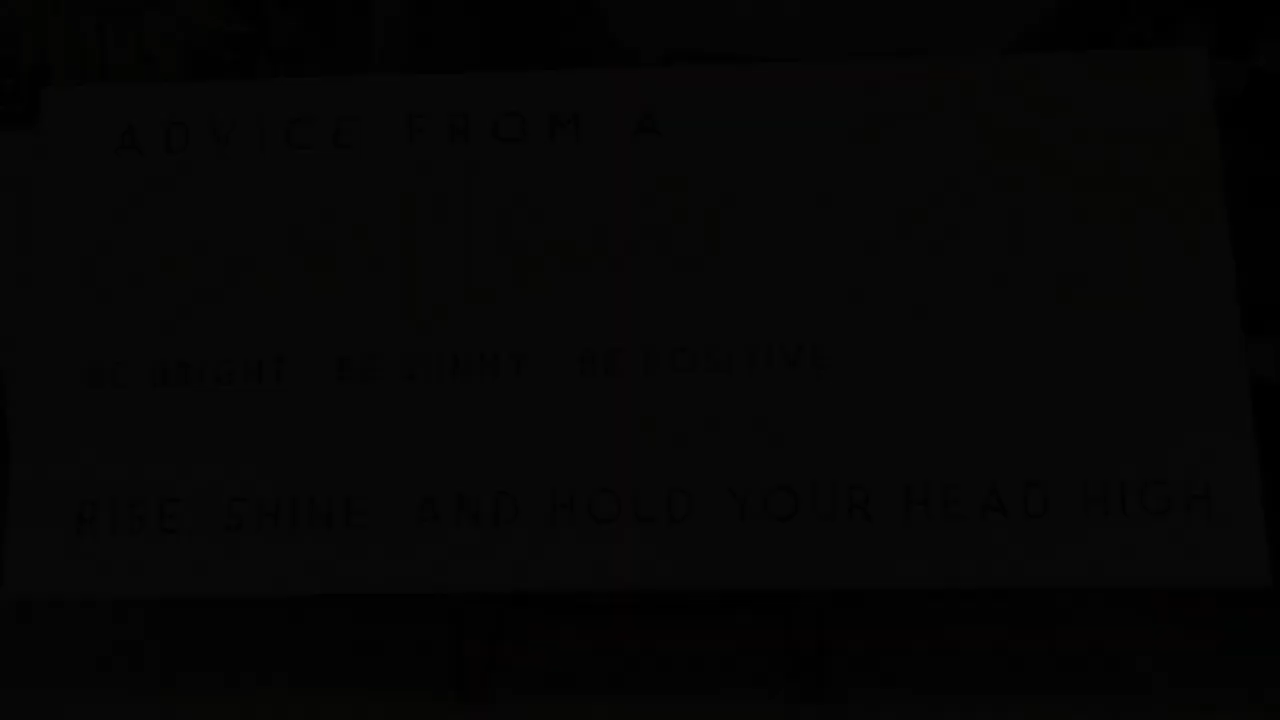 ADVICE FROM A
BE BRIGHT BE SUNNY BE POSITIVE
RISE, SHINE AND HOLD YOUR HEAD HIGH